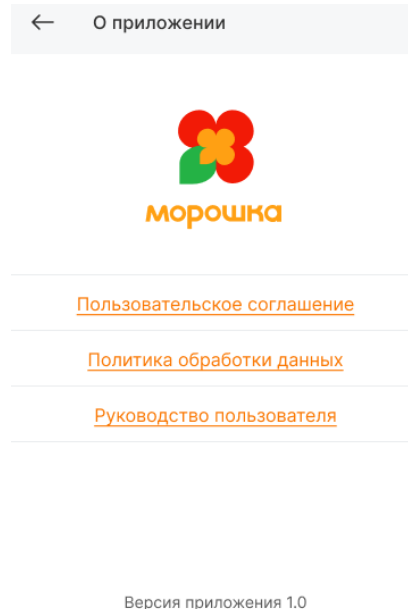 О приложении
морошка
Пользовательское соглашение
Политика обработки данных
Руководство пользователя
Версия приложения 1.0